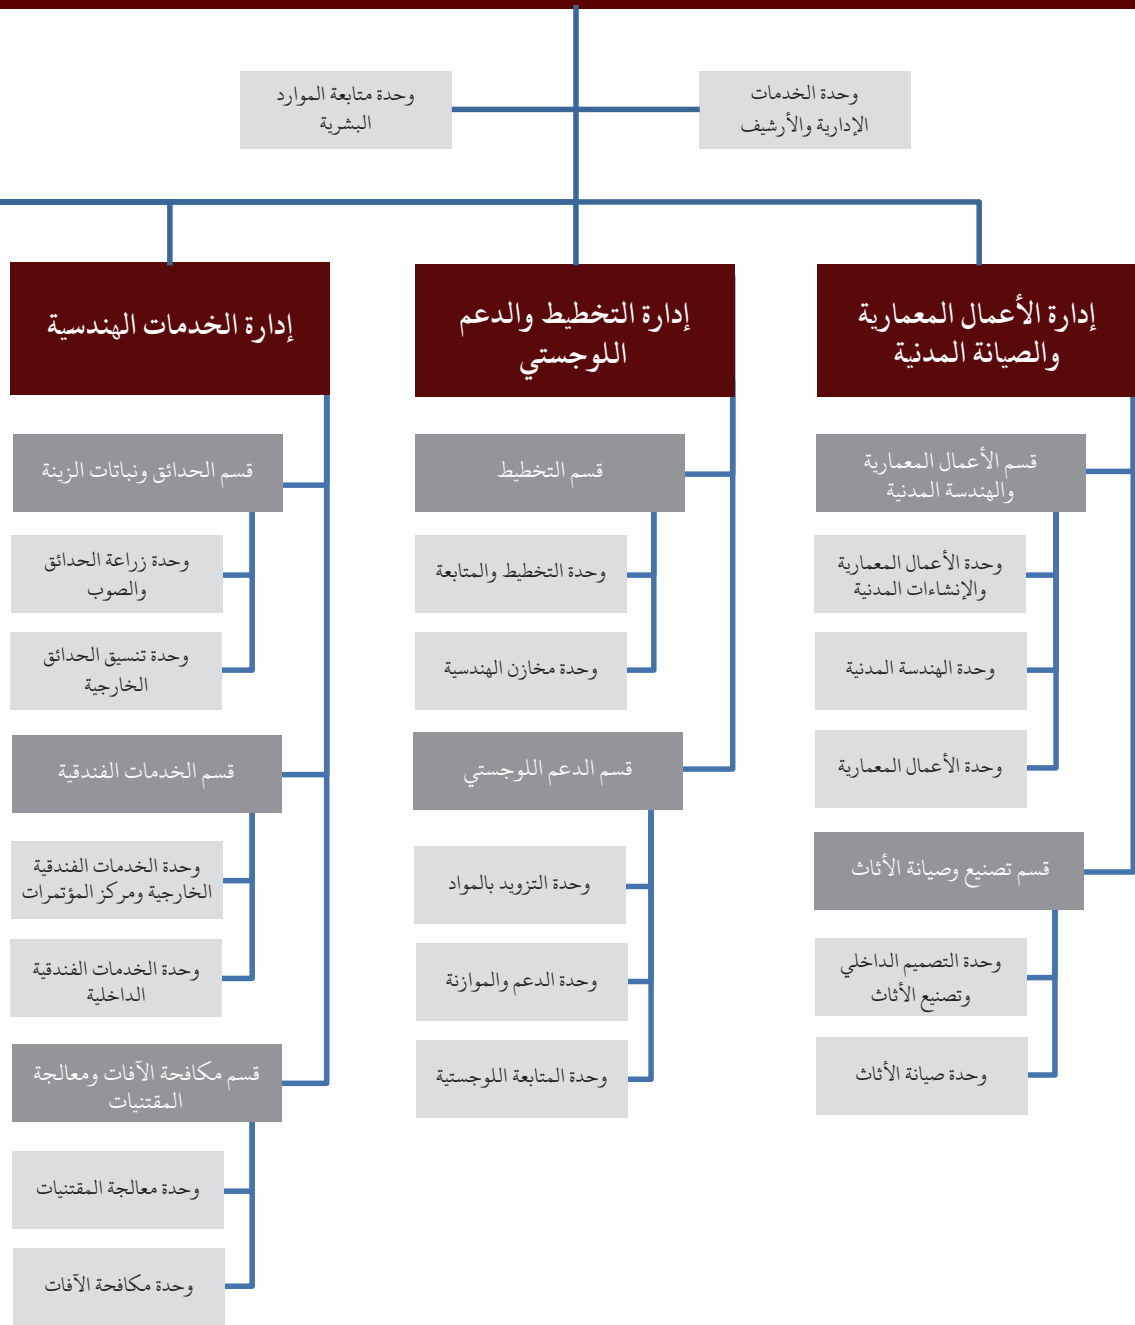 وحدة الخدمات
الإدارية والأرشيف
وحدة متابعة الموارد
البشرية
إدارة الأعمال المعمارية
والصيانة المدنية
قسم الأعمال المعمارية
والهندسة المدنية
وحدة الأعمال المعمارية
والإنشاءات المدنية
وحدة الهندسة المدنية
وحدة الأعمال المعمارية
قسم تصنيع وصيانة الأثاث
وحدة التصميم الداخلي
وتصنيع الأثاث
وحدة صيانة الأثاث
إدارة التخطيط والدعم
اللوجستي
قسم التخطيط
وحدة التخطيط والمتابعة
وحدة مخازن الهندسية
قسم الدعم اللوجستي
وحدة التزويد بالمواد
وحدة الدعم والموازنة
وحدة المتابعة اللوجستية
إدارة الخدمات الهندسية
قسم الحدائق ونباتات الزينة
وحدة زراعة الحدائق
والصوب
وحدة تنسيق الحدائق
الخارجية
قسم الخدمات الفندقية
وحدة الخدمات الفندقية
الخارجية ومركز المؤتمرات
وحدة الخدمات الفندقية
الداخلية
قسم مكافحة الآفات ومعالجة
المقتنيات
وحدة معالجة المقتنيات
وحدة مكافحة الآفات